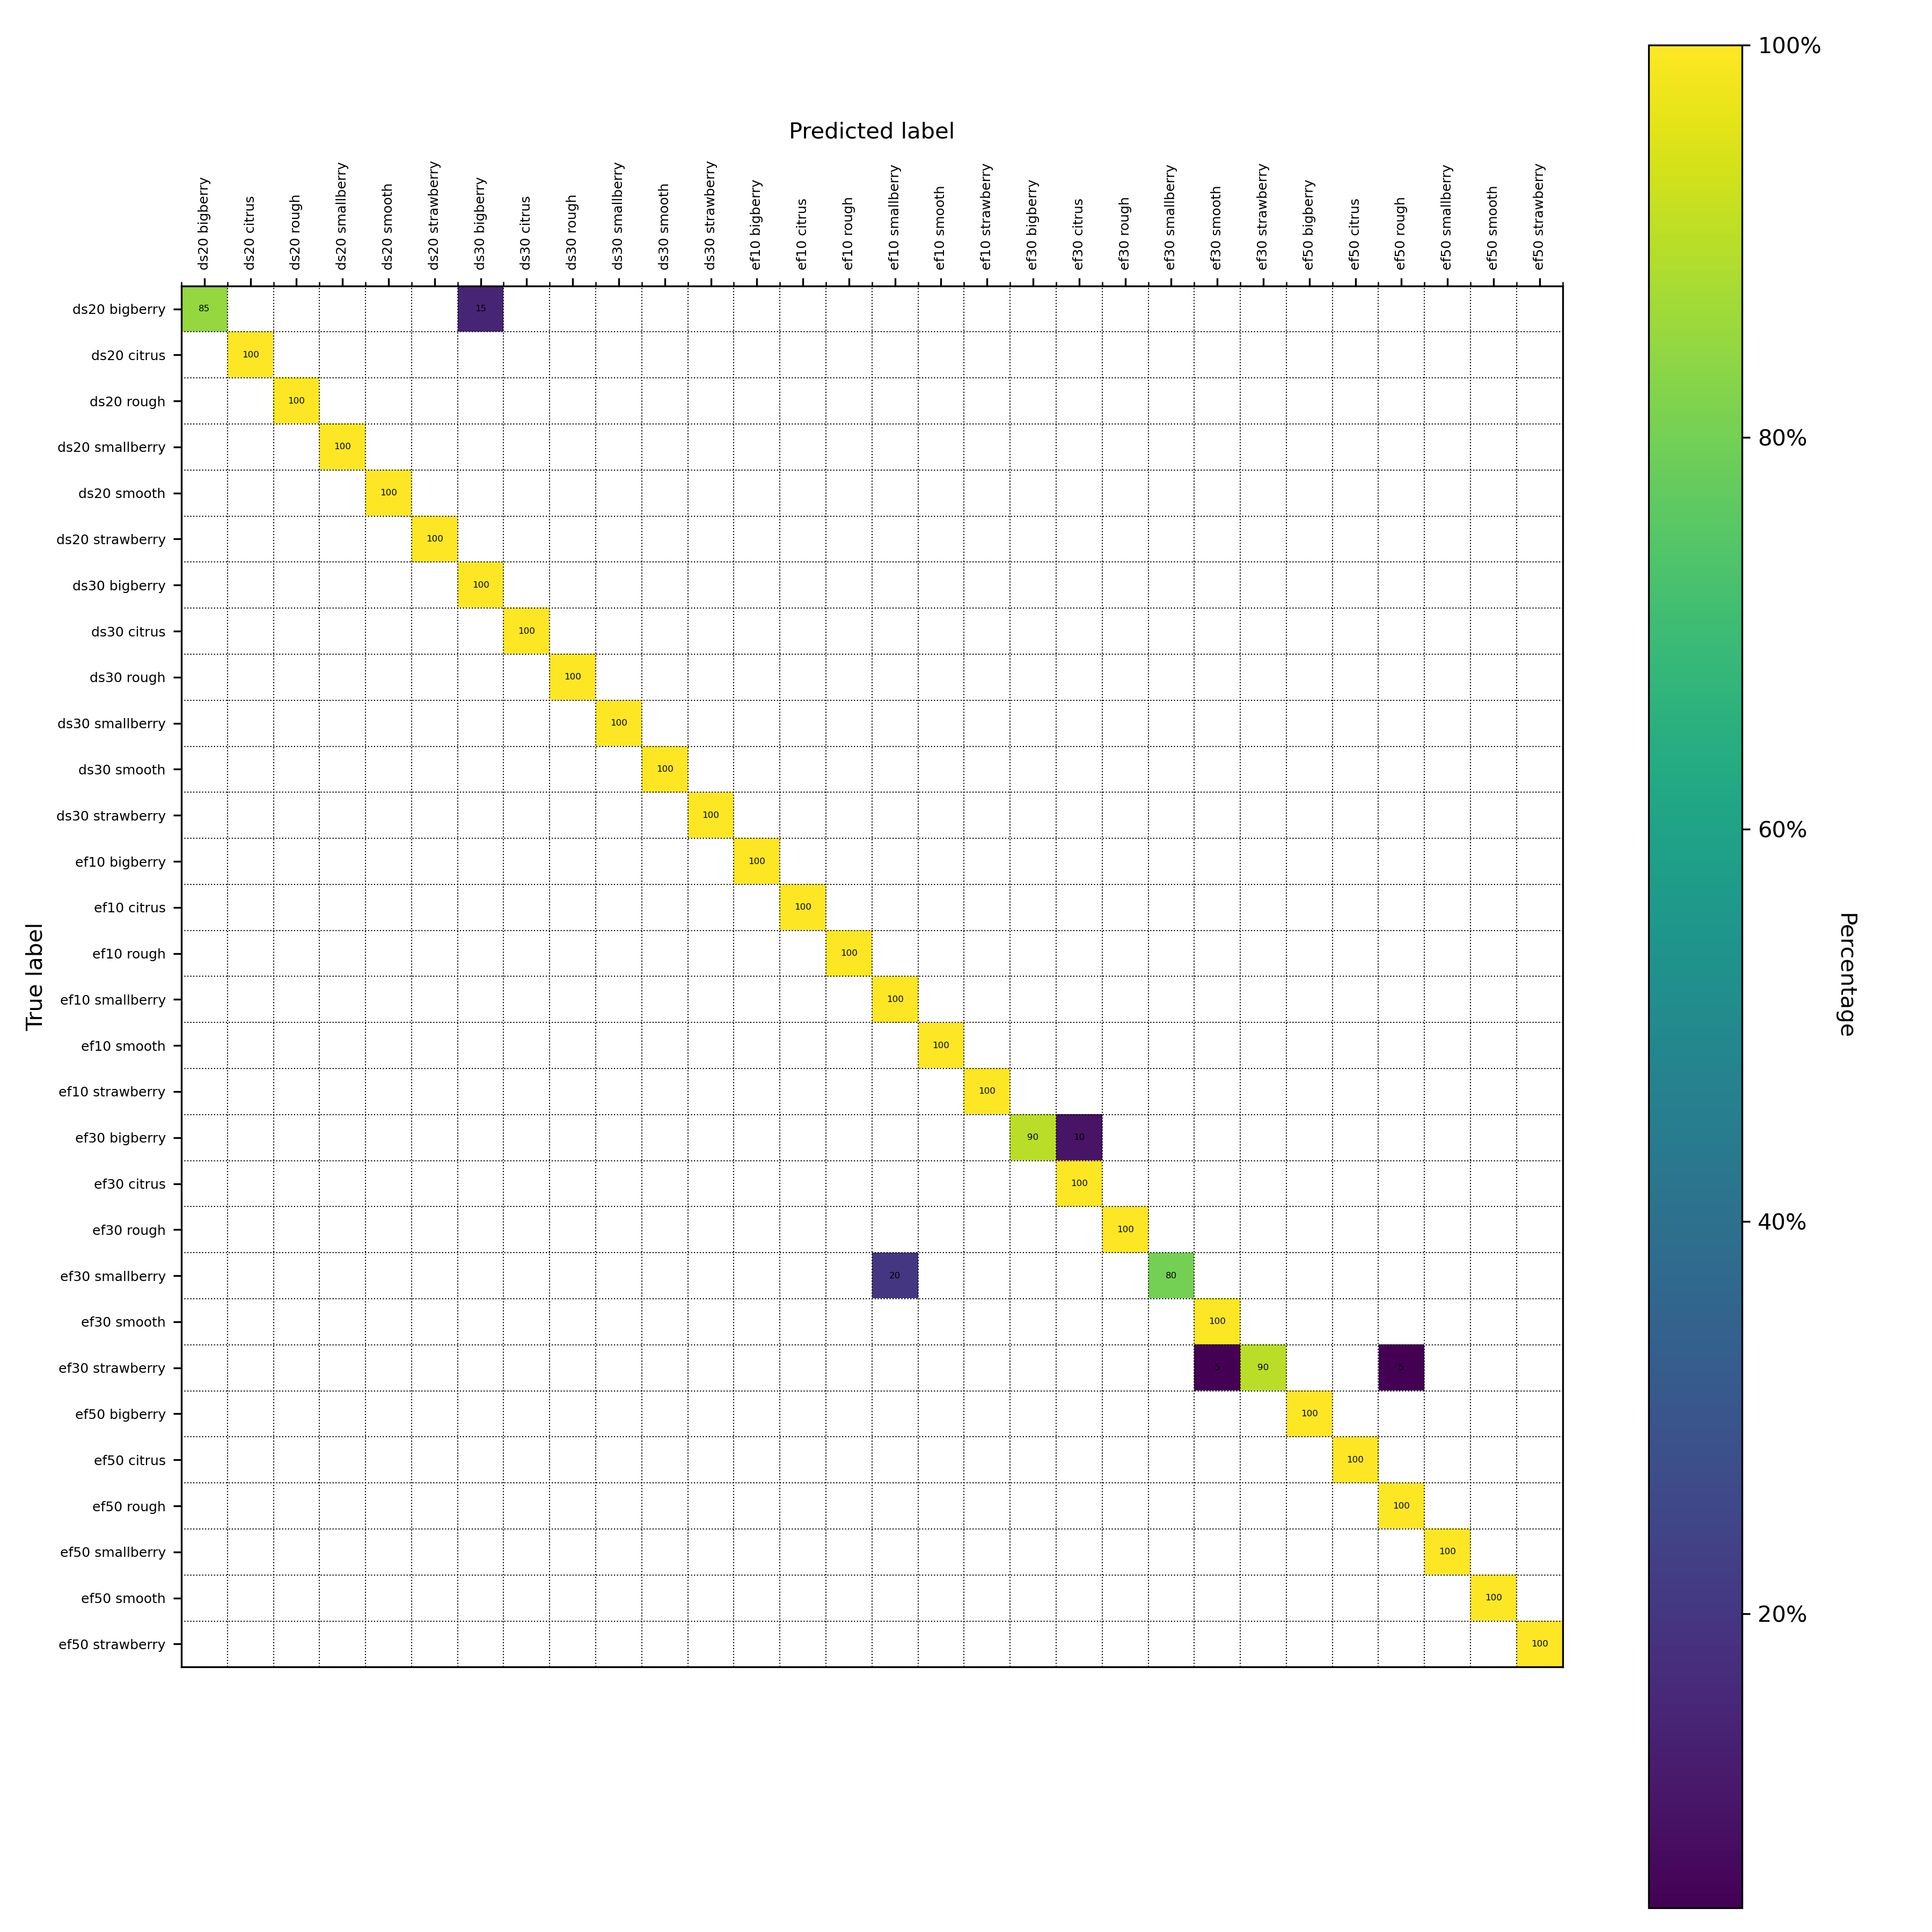 Predicted label
ds20 bigberry
ds20 citrus
ds20 rough
ds20 smallberry
ds20 smooth
ds20 strawberry
ds30 bigberry
ds30 citrus
ds30 rough
ds30 smallberry
ds30 smooth
ds30 strawberry
ef10 bigberry
ef10 citrus
ef10 rough
ef10 smallberry
ef10 smooth
ef10 strawberry
ef30 bigberry
ef30 citrus
ef30 rough
ef30 smallberry
ef30 smooth
ef30 strawberry
ef50 bigberry
ef50 citrus
ef50 rough
ef50 smallberry
ef50 smooth
ef50 strawberry
True label
ds20 bigberry 85 15
ds20 citrus 100
ds20 rough 100
ds20 smallberry 100
ds20 smooth 100
ds20 strawberry 100
ds30 bigberry 100
ds30 citrus 100
ds30 rough 100
ds30 smallberry 100
ds30 smooth 100
ds30 strawberry 100
ef10 bigberry 100
ef10 citrus 100
ef10 rough 100
ef10 smallberry 100
ef10 smooth 100
ef10 strawberry 100
ef30 bigberry 90 10
ef30 citrus 100
ef30 rough 100
ef30 smallberry 20 80
ef30 smooth 100
ef30 strawberry 5 90 5
ef50 bigberry 100
ef50 citrus 100
ef50 rough 100
ef50 smallberry 100
ef50 smooth 100
ef50 strawberry 100
100%
80%
60%
40%
20%
Percentage